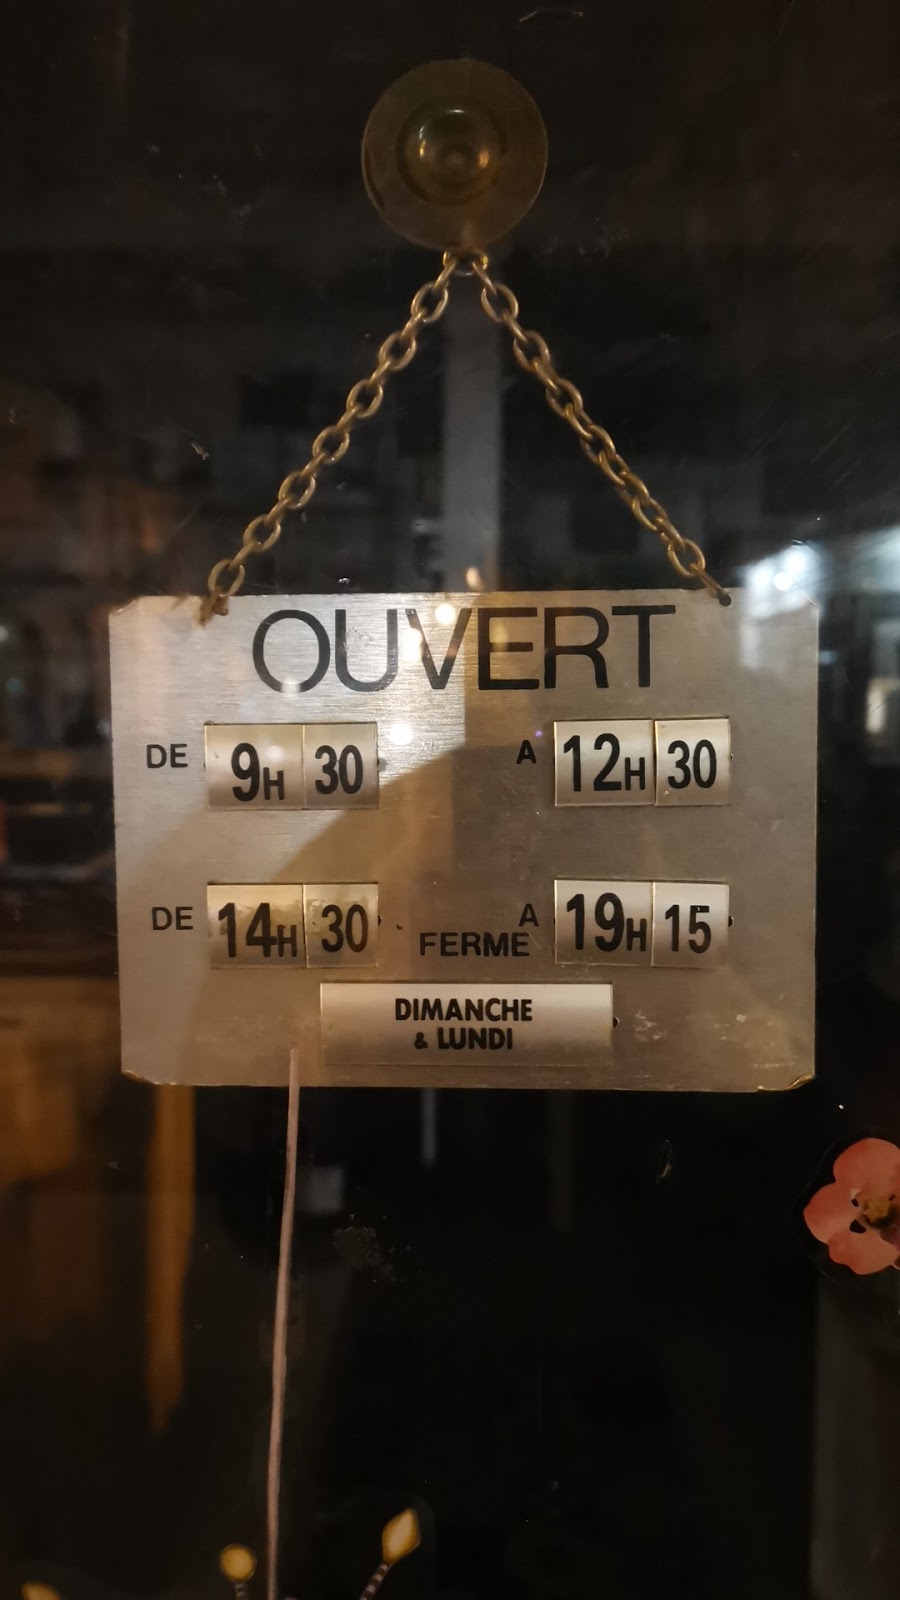 OUVERT
DE 9H 30 A 12H 30
DE 14H 30 A 19H 15
FERME
DIMANCHE
& LUNDI